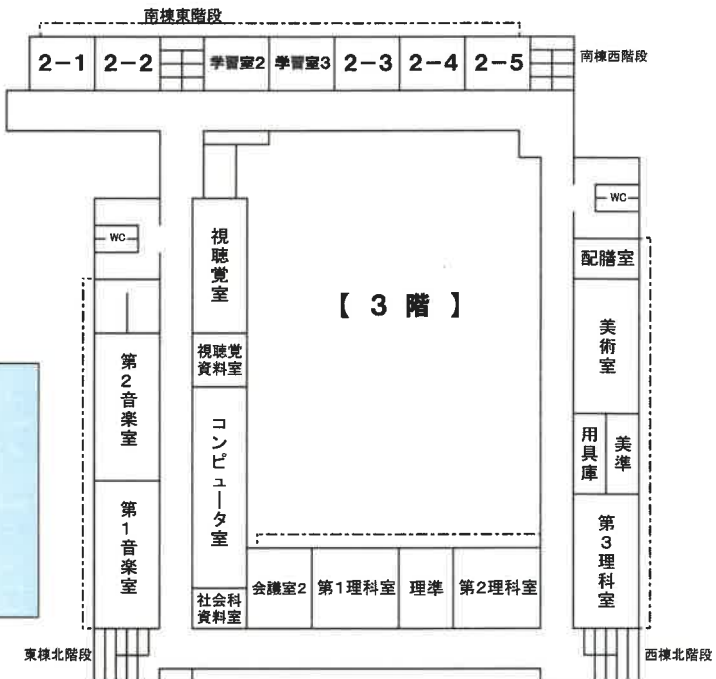 南棟東階段
2-1
2-2
学習室2
学習室3
2-3
2-4
2-5
南棟西階段
WC
WC
視聴覚室
配膳室
【 3 階 】
美術室
視聴覚
資料室
第2音楽室
コンピュータ室
用具庫
美準
第1音楽室
第3理科室
会議室2
第1理科室
理準
第2理科室
社会科
資料室
東棟北階段
西棟北階段